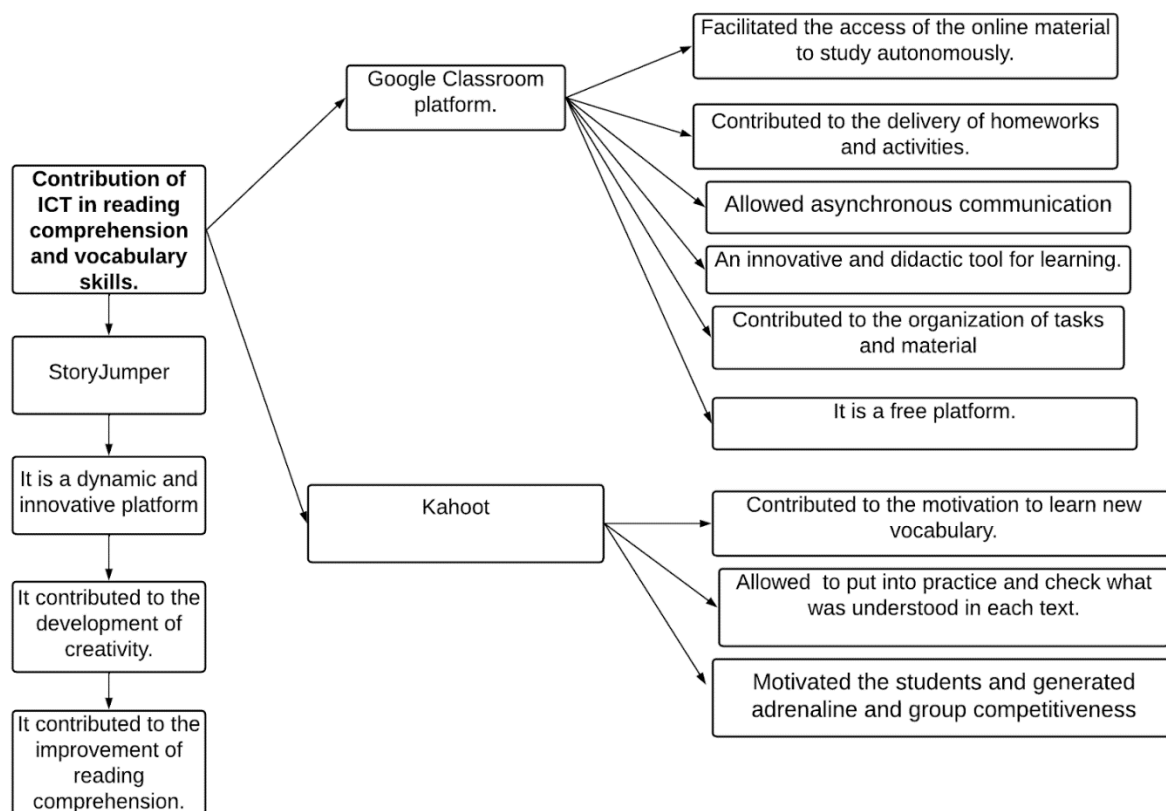 Contribution of
ICT in reading
comprehension
and vocabulary
skills.
StoryJumper
It is a dynamic and
innovative platform
It contributed to the
development of
creativity.
It contributed to the
improvement of
reading
comprehension.
Google Classroom
platform.
Facilitated the access of the online material
to study autonomously.
Contributed to the delivery of homeworks
and activities.
Allowed asynchronous communication
An innovative and didactic tool for learning.
Contributed to the organization of tasks
and material
It is a free platform.
Kahoot
Contributed to the motivation to learn new
vocabulary.
Allowed to put into practice and check what
was understood in each text.
Motivated the students and generated
adrenaline and group competitiveness